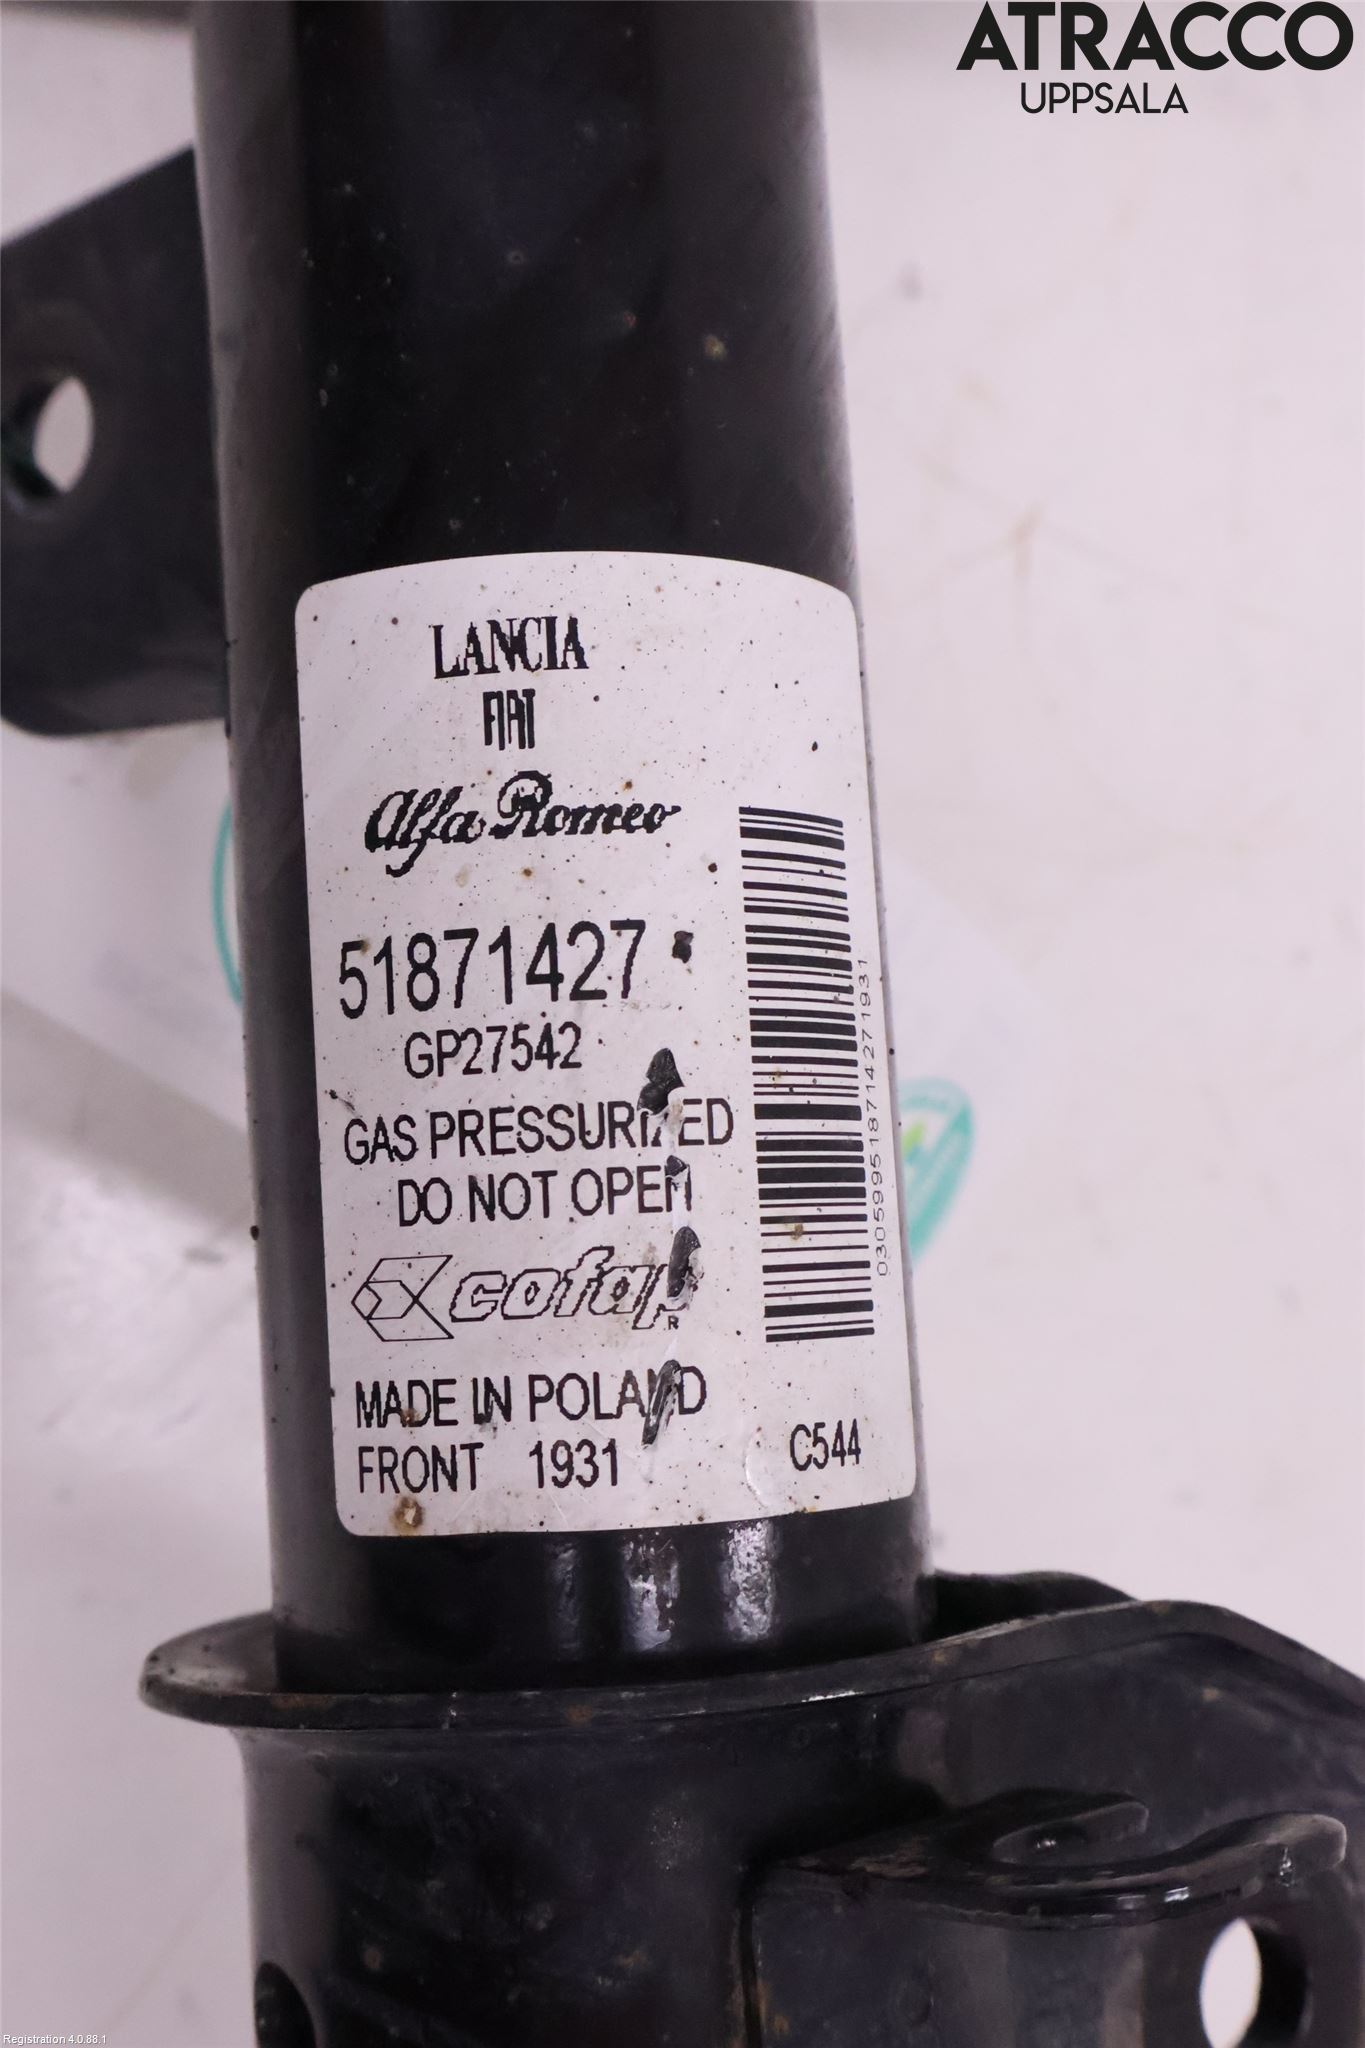 ATRACCO
UPPSALA
LANCIA
FIAT
Alfa Romeo
51871427
GP27542
GAS PRESSURIZED
DO NOT OPEN
cofap
R
MADE IN POLAND
FRONT 1931
C544
030599518714271931
Registration 4.0.88.1